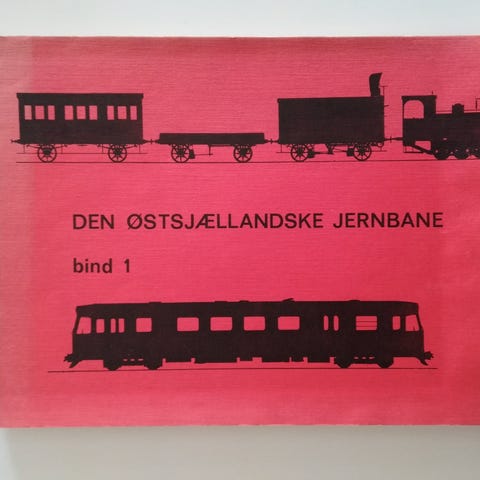 DEN ØSTSJÆLLANDSKE JERNBANE
bind 1